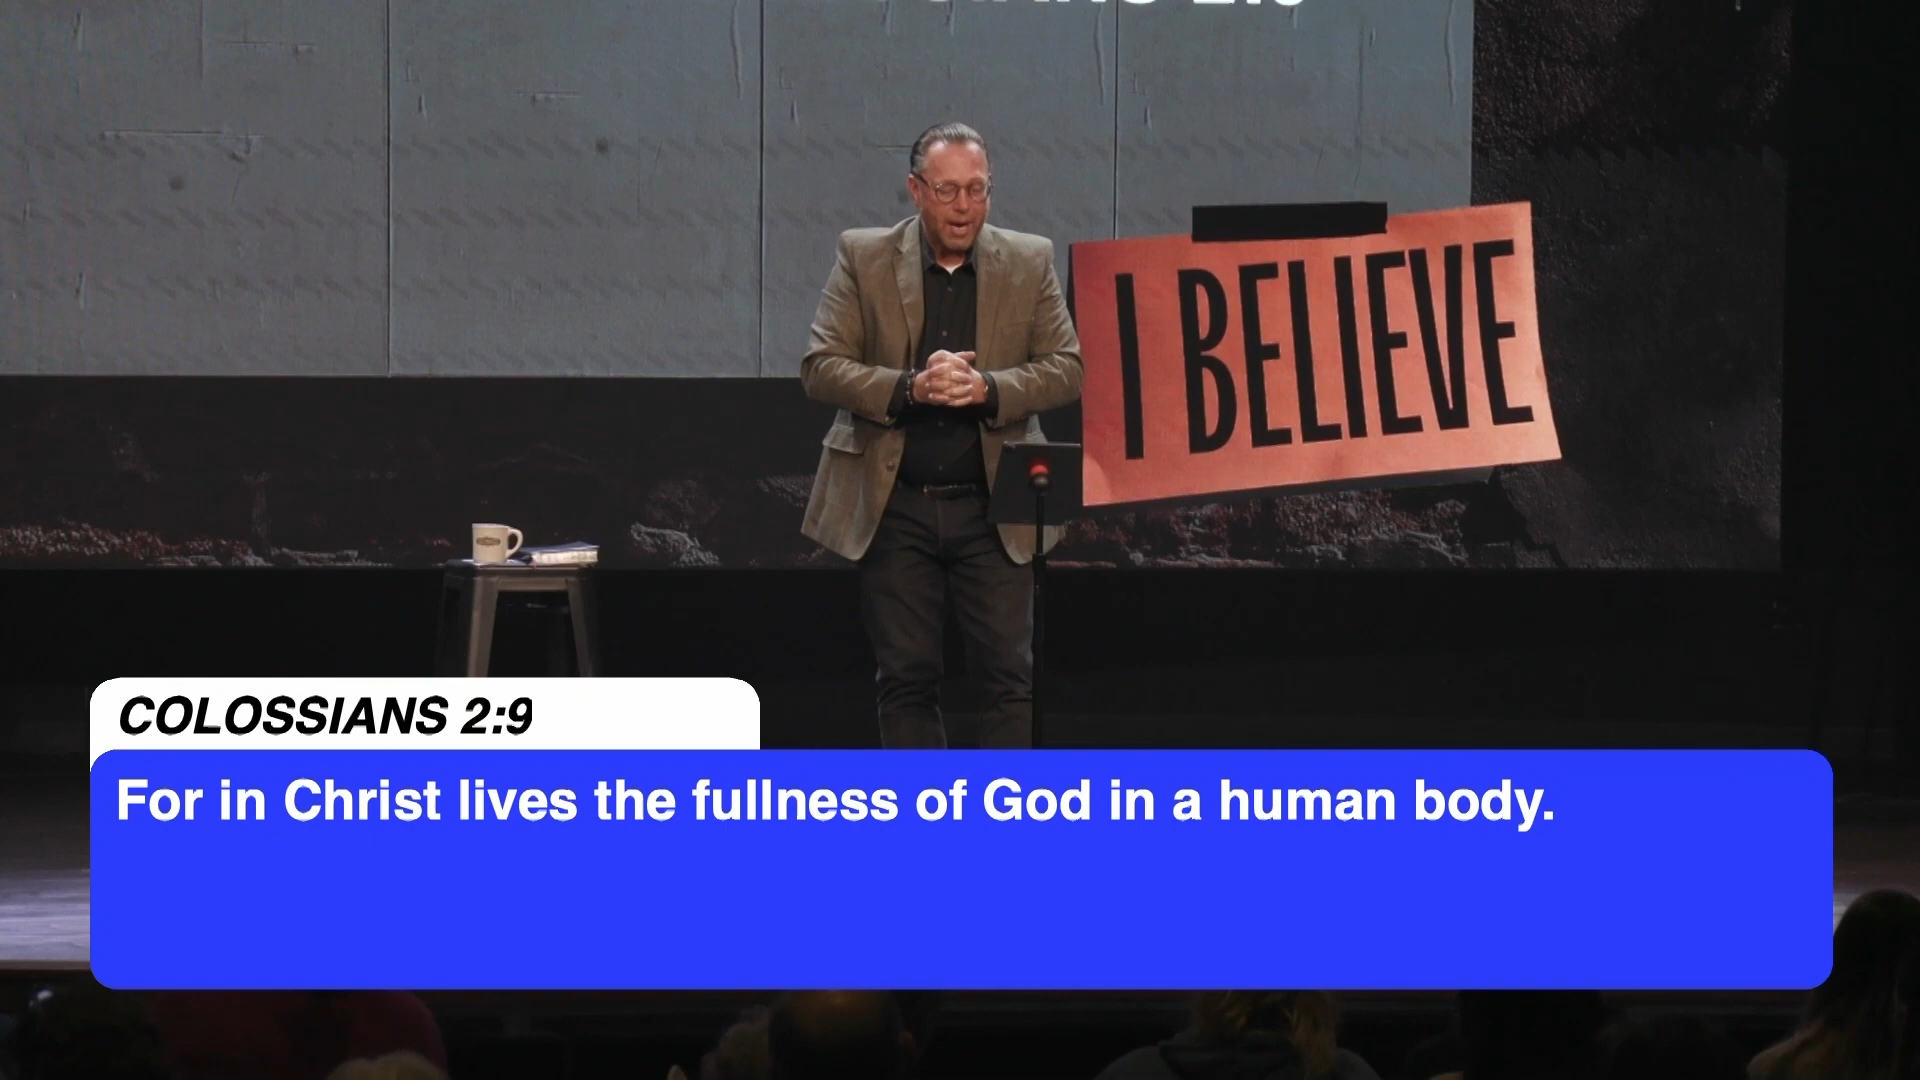 I BELIEVE
COLOSSIANS 2:9
For in Christ lives the fullness of God in a human body.